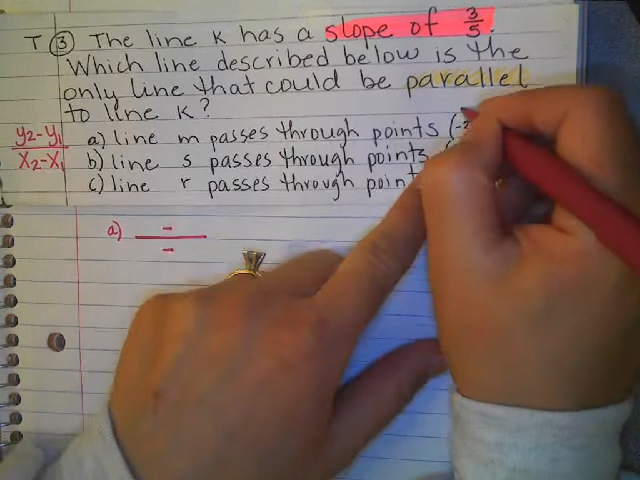 T ③ The line K has a slope of 3/5.
Which line described below is the
only line that could be parallel
to line K?
y₂-y₁
x₂-x₁
a) line m passes through points (-
b) line s passes through points
c) line r passes through point
a) -
-